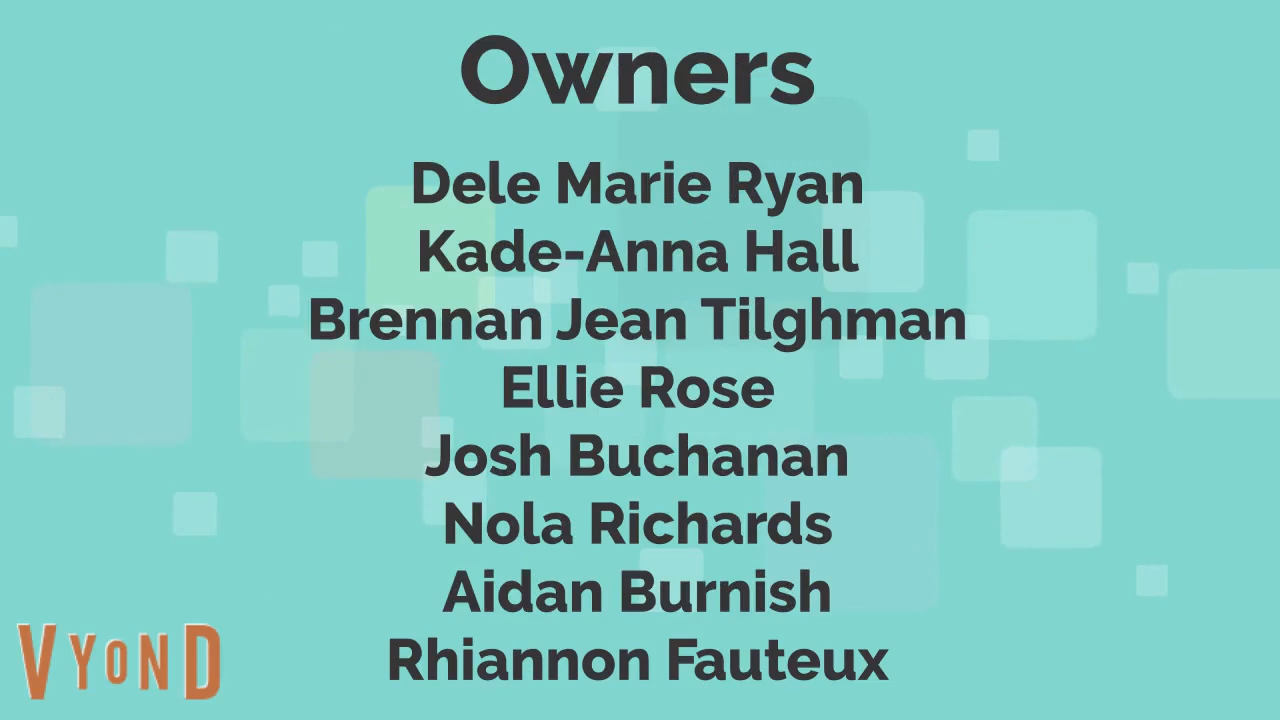 Owners
Dele Marie Ryan
Kade-Anna Hall
Brennan Jean Tilghman
Ellie Rose
Josh Buchanan
Nola Richards
Aidan Burnish
Rhiannon Fauteux
VYOND